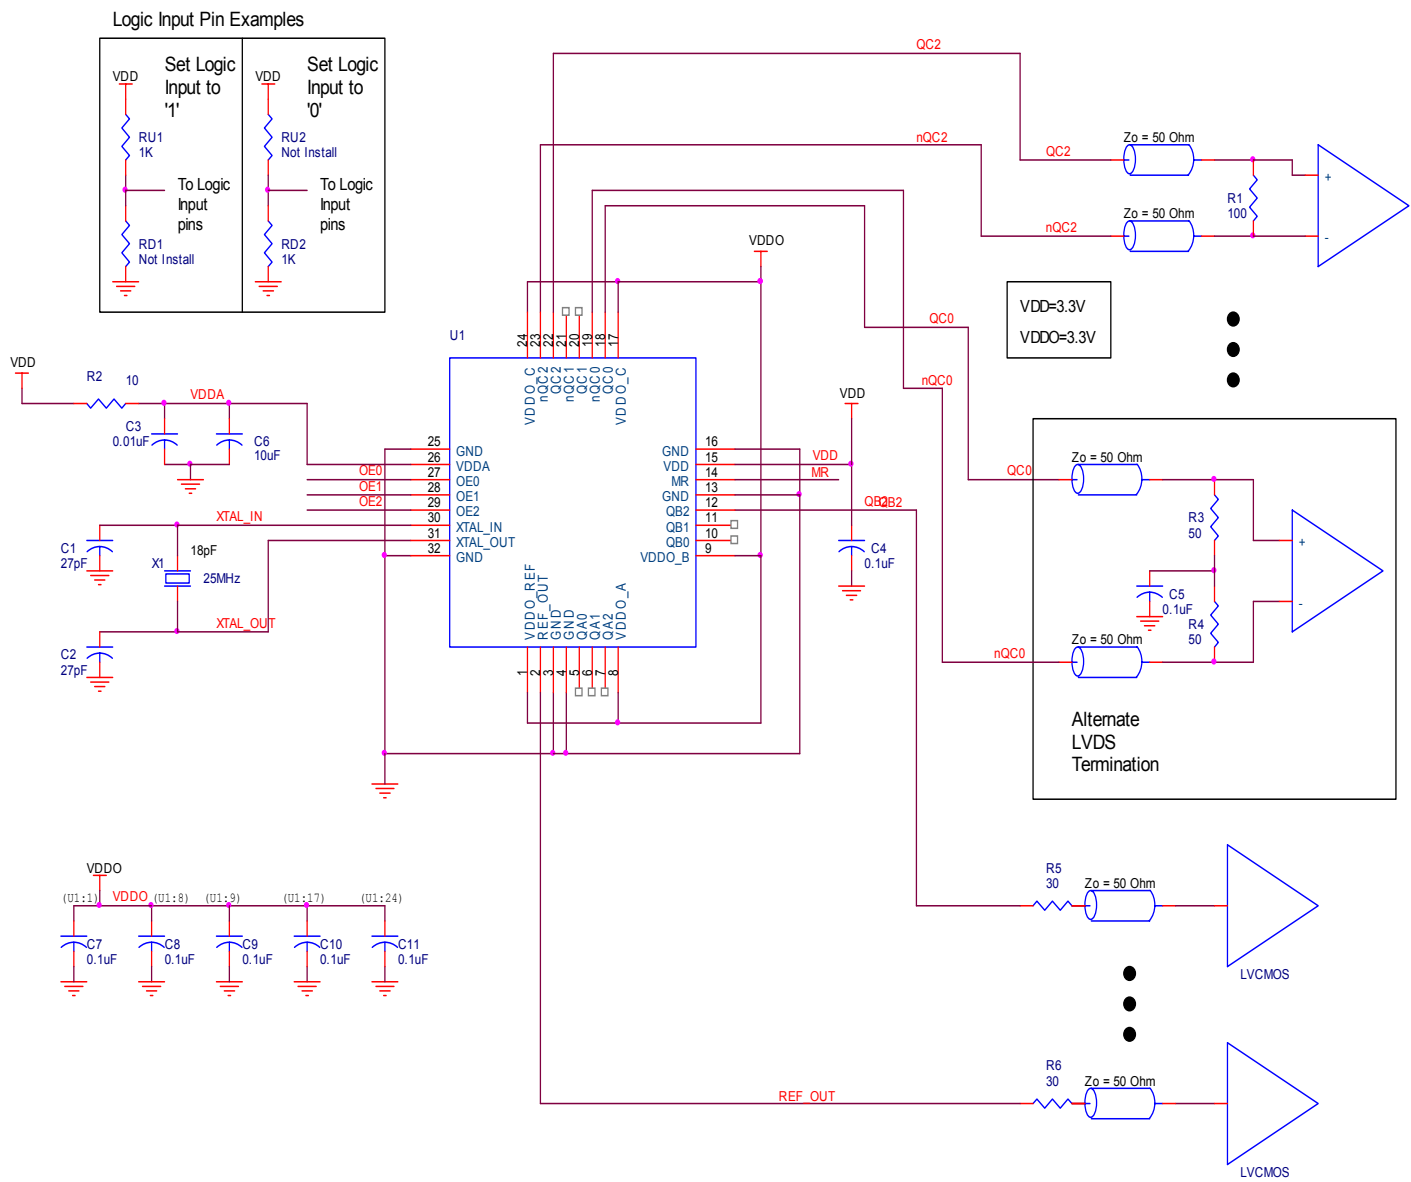 Logic Input Pin Examples
Set Logic
Input to
'1'
VDD
RU1
1K
To Logic
Input
pins
RD1
Not Install
Set Logic
Input to
'0'
VDD
RU2
Not Install
To Logic
Input
pins
RD2
1K
QC2
nQC2
QC2
Zo = 50 Ohm
nQC2
Zo = 50 Ohm
R1
100
+
-
VDDO
VDD=3.3V
VDDO=3.3V
QC0
nQC0
U1
24
23
22
21
20
19
18
17
VDDO_C
nQC2
QC2
nQC1
QC1
nQC0
QC0
VDDO_C
VDD
R2
10
VDDA
C3
0.01uF
C6
10uF
OE0
OE1
OE2
XTAL_IN
XTAL_OUT
C1
27pF
X1
18pF
25MHz
C2
27pF
25
26
27
28
29
30
31
32
GND
VDDA
OE0
OE1
OE2
XTAL_IN
XTAL_OUT
GND
GND
VDD
MR
GND
QB2
QB1
QB0
VDDO_B
16
15
14
13
12
11
10
9
VDD
VDD
MR
QB2
QB2
C4
0.1uF
VDDO_REF
REF_OUT
GND
GND
QA0
QA1
QA2
VDDO_A
1
2
3
4
5
6
7
8
QC0
Zo = 50 Ohm
R3
50
C5
0.1uF
R4
50
nQC0
Zo = 50 Ohm
+
-
Alternate
LVDS
Termination
VDDO
VDDO
(U1:1)
(U1:8)
(U1:9)
(U1:17)
(U1:24)
C7
0.1uF
C8
0.1uF
C9
0.1uF
C10
0.1uF
C11
0.1uF
R5
30
Zo = 50 Ohm
LVCMOS
REF_OUT
R6
30
Zo = 50 Ohm
LVCMOS